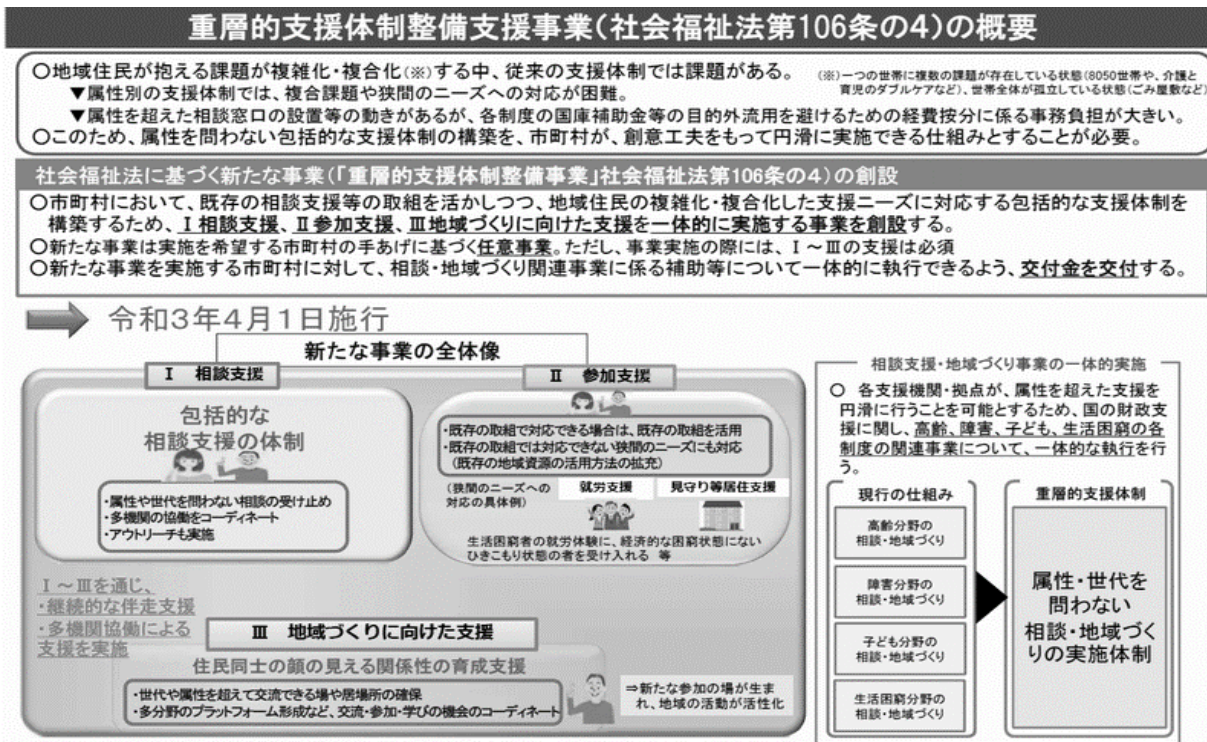 重層的支援体制整備支援事業(社会福祉法第106条の4)の概要
○地域住民が抱える課題が複雑化・複合化(※)する中、従来の支援体制では課題がある。
(※)一つの世帯に複数の課題が存在している状態(8050世帯や、介護と
育児のダブルケアなど)、世帯全体が孤立している状態(ごみ屋敷など)
▼属性別の支援体制では、複合課題や狭間のニーズへの対応が困難。
▼属性を超えた相談窓口の設置等の動きがあるが、各制度の国庫補助金等の目的外流用を避けるための経費按分に係る事務負担が大きい。
○このため、属性を問わない包括的な支援体制の構築を、市町村が、創意工夫をもって円滑に実施できる仕組みとすることが必要。
社会福祉法に基づく新たな事業(「重層的支援体制整備事業」社会福祉法第106条の4)の創設
○市町村において、既存の相談支援等の取組を活かしつつ、地域住民の複雑化・複合化した支援ニーズに対応する包括的な支援体制を
構築するため、Ⅰ相談支援、Ⅱ参加支援、Ⅲ地域づくりに向けた支援を一体的に実施する事業を創設する。
○新たな事業は実施を希望する市町村の手あげに基づく任意事業。ただし、事業実施の際には、Ⅰ~Ⅲの支援は必須
○新たな事業を実施する市町村に対して、相談・地域づくり関連事業に係る補助等について一体的に執行できるよう、交付金を交付する。
令和3年4月1日施行
新たな事業の全体像
Ⅰ 相談支援
包括的な
相談支援の体制
・属性や世代を問わない相談の受け止め
・多機関の協働をコーディネート
・アウトリーチも実施
Ⅱ 参加支援
・既存の取組で対応できる場合は、既存の取組を活用
・既存の取組では対応できない狭間のニーズにも対応
(既存の地域資源の活用方法の拡充)
(狭間のニーズへの
対応の具体例)
就労支援
見守り等居住支援
生活困窮者の就労体験に、経済的な困窮状態にない
ひきこもり状態の者を受け入れる 等
Ⅰ~Ⅲを通じ、
・継続的な伴走支援
・多機関協働による
支援を実施
Ⅲ 地域づくりに向けた支援
住民同士の顔の見える関係性の育成支援
・世代や属性を超えて交流できる場や居場所の確保
・多分野のプラットフォーム形成など、交流・参加・学びの機会のコーディネート
⇒新たな参加の場が生ま
れ、地域の活動が活性化
相談支援・地域づくり事業の一体的実施
○ 各支援機関・拠点が、属性を超えた支援を
円滑に行うことを可能とするため、国の財政支
援に関し、高齢、障害、子ども、生活困窮の各
制度の関連事業について、一体的な執行を行
う。
現行の仕組み
高齢分野の
相談・地域づくり
障害分野の
相談・地域づくり
子ども分野の
相談・地域づくり
生活困窮分野の
相談・地域づくり
重層的支援体制
属性・世代を
問わない
相談・地域づく
りの実施体制